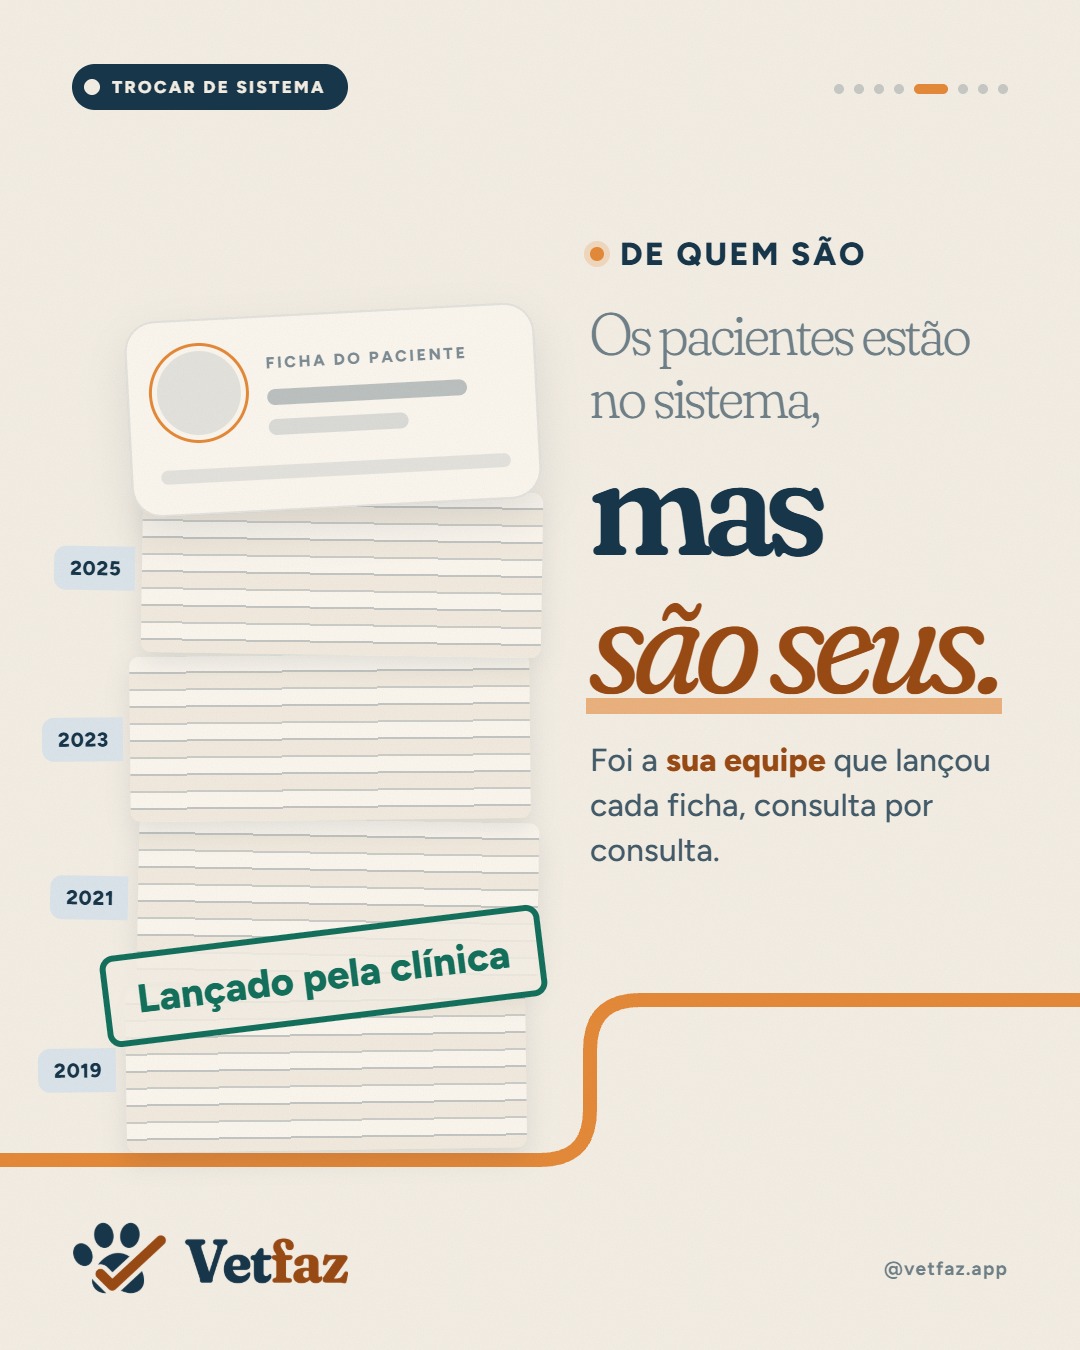 TROCAR DE SISTEMA
DE QUEM SÃO
Os pacientes estão
no sistema,
mas
são seus.
Foi a sua equipe que lançou
cada ficha, consulta por
consulta.
FICHA DO PACIENTE
2025
2023
2021
Lançado pela clínica
2019
Vetfaz
@vetfaz.app